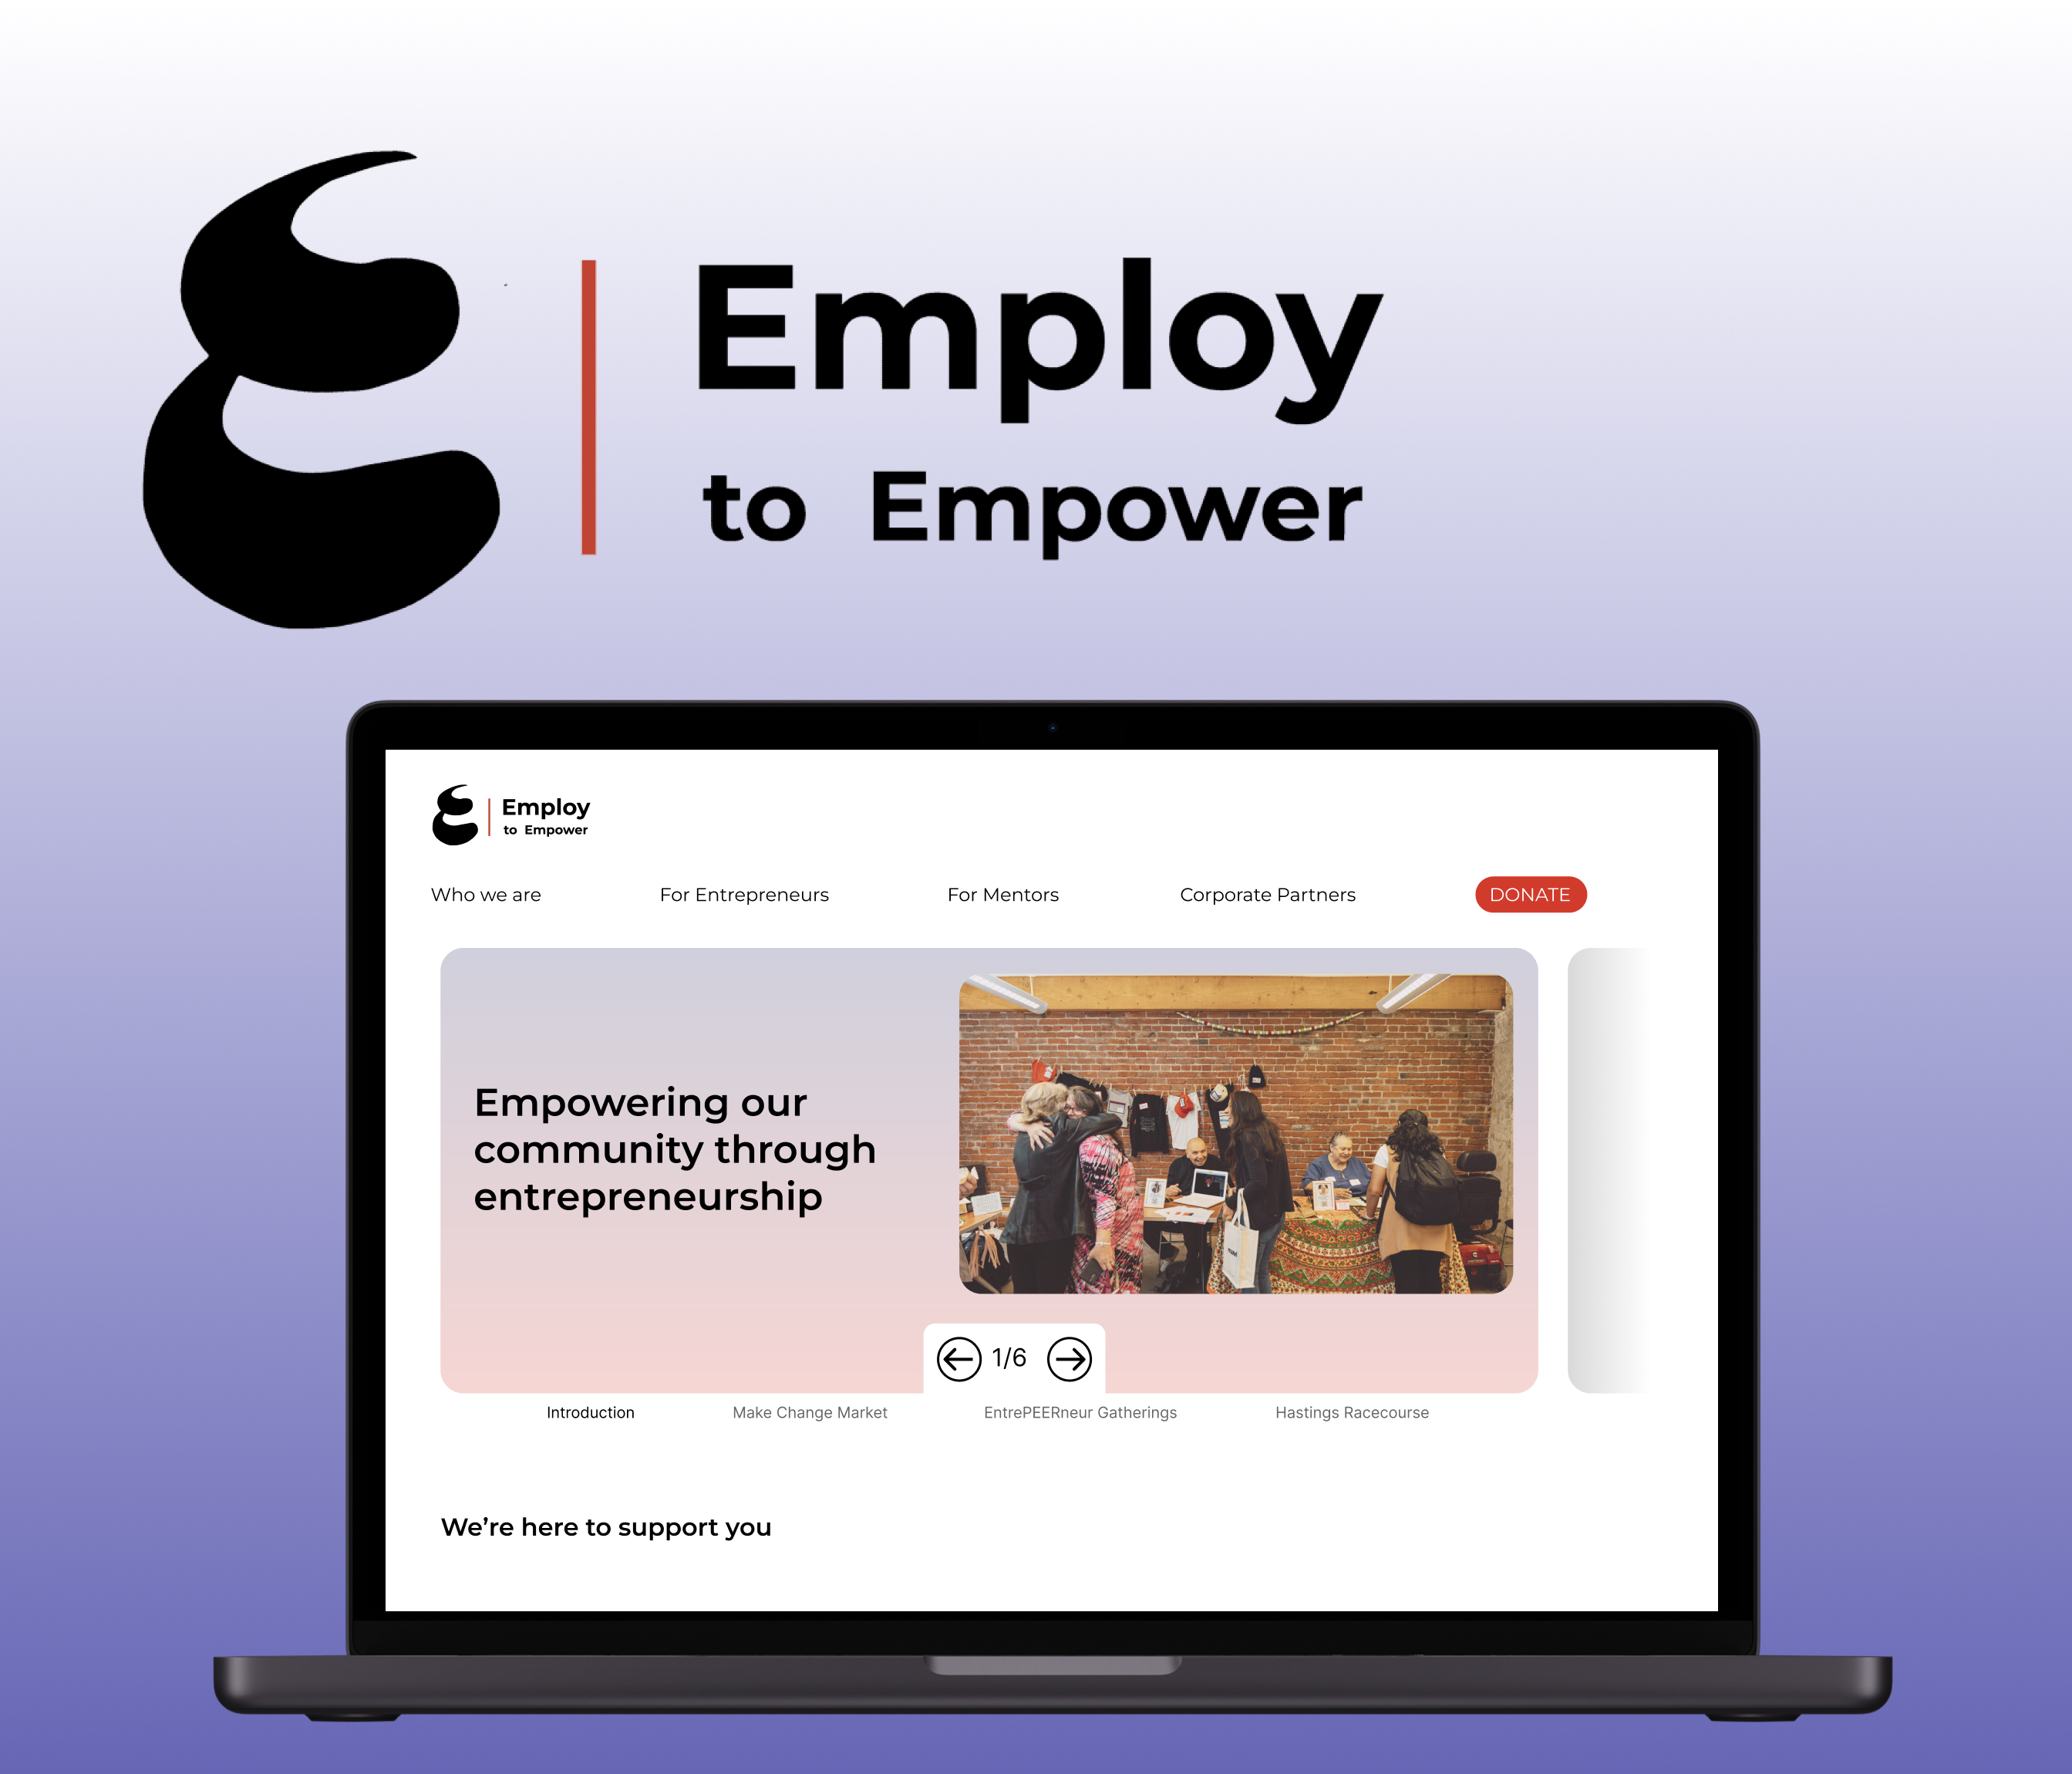 Employ
to Empower
Employ
to Empower
Who we are
For Entrepreneurs
For Mentors
Corporate Partners
DONATE
Empowering our
community through
entrepreneurship
1/6
Introduction
Make Change Market
EntrePEERneur Gatherings
Hastings Racecourse
We’re here to support you